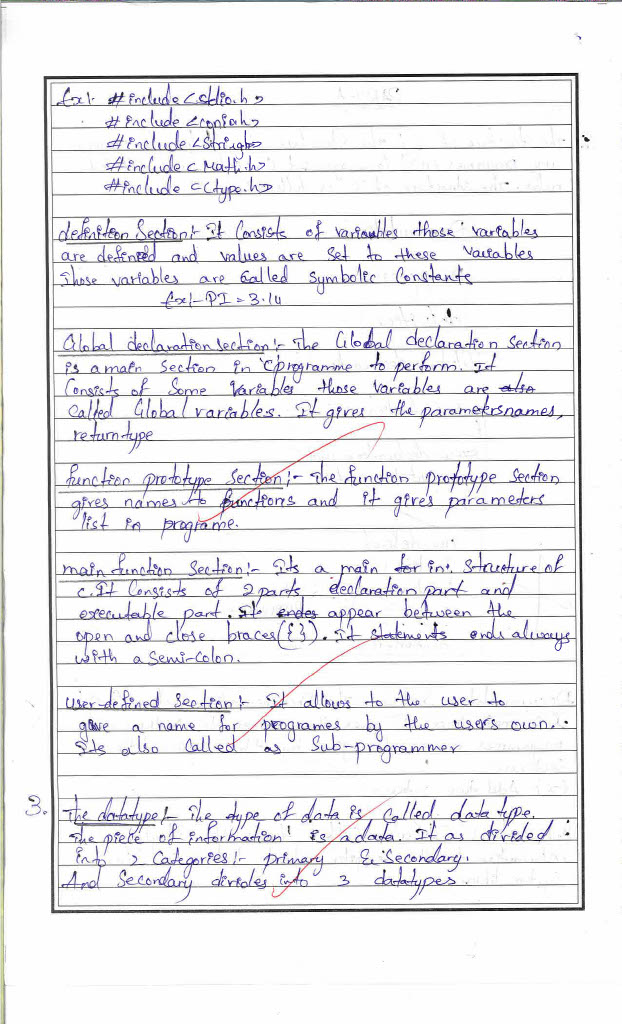 Ex:- #include <stdio.h>
#include <conio.h>
#include <string.h>
#include < Math.h>
#include <Ctype.h>
definition Section:- It Consists of variables those variables
are defined and values are Set to these Variables
Those variables are Called Symbolic Constants
Ex:- PI = 3.14
Global declaration section:- The Global declaration Section
is a main Section in 'C'programme to perform. It
Consists of Some Variables those Variables are also
Called Global variables. It gives the parametersnames,
return type
function prototype Section:- The function Prototype Section
gives names to functions and it gives parameters
list in programe.
main function Section:- Its a main for in Structure of
c. It Consists of 2 parts declaration part and
executable part. It endes appear between the
open and close braces({ }). It statements ends always
with a Semi-colon.
User-defined Section:- It allows to the user to
gave a name for programes by the users own.
Its also Called as Sub-programmer
3. The datatype:- The type of data is Called data type.
The piece of information is a data. It as divided
into 2 Categories:- primary & Secondary.
And Secondary divides into 3 datatypes.